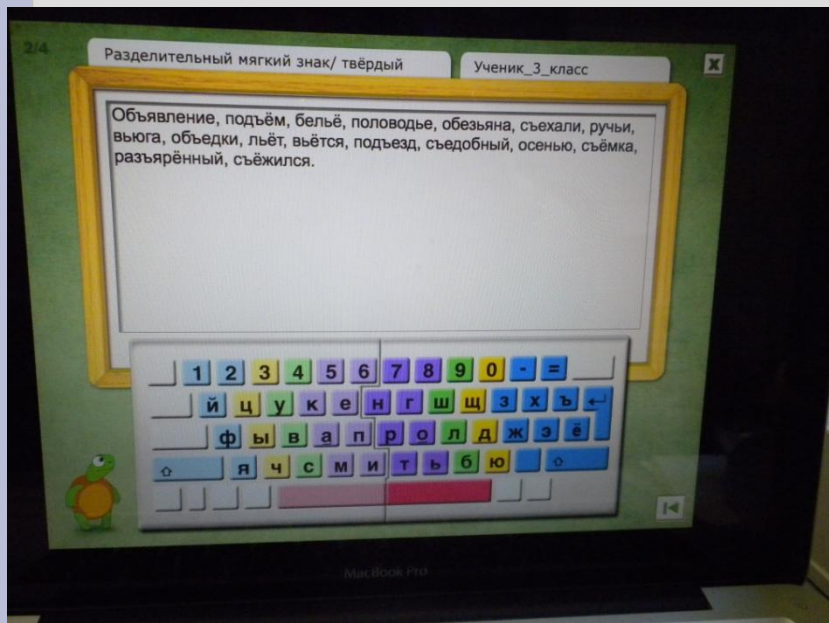 2/4
Разделительный мягкий знак/ твёрдый
Ученик_3_класс
X
Объявление, подъём, бельё, половодье, обезьяна, съехали, ручьи,
вьюга, объедки, льёт, вьётся, подъезд, съедобный, осенью, съёмка,
разъярённый, съёжился.
1 2 3 4 5 6 7 8 9 0 - =
й ц у к е н г ш щ з х ъ
ф ы в а п р о л д ж э ё
я ч с м и т ь б ю
MacBook Pro